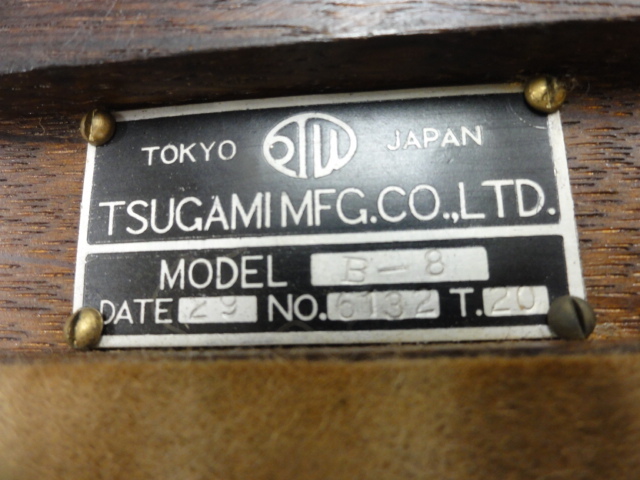 TOKYO JAPAN
TSUGAMI MFG.CO.,LTD.
MODEL B-8
DATE 29 NO. 6132 T. 20